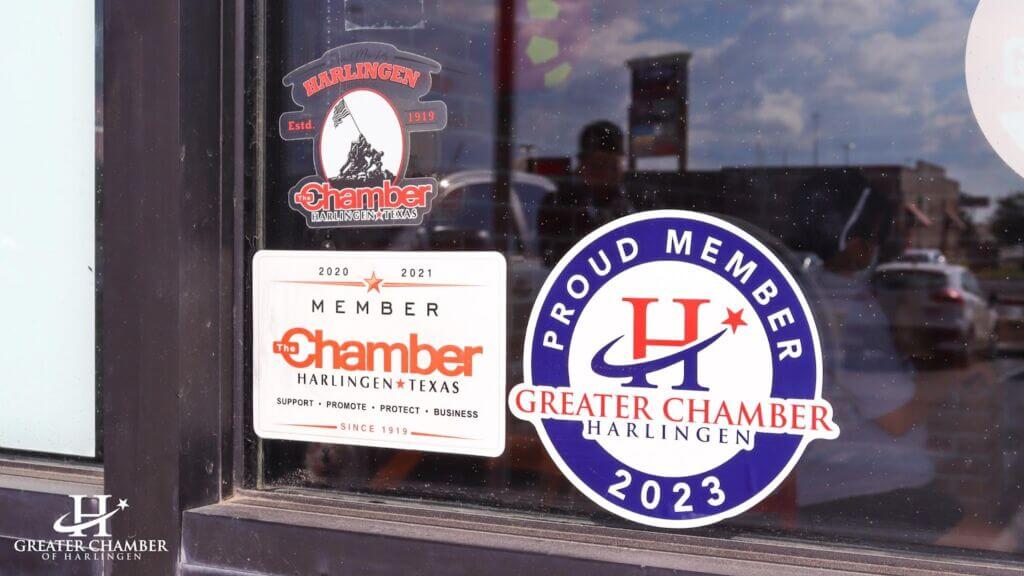 HARLINGEN
Estd. 1919
The Chamber
HARLINGEN★TEXAS
2020 2021
MEMBER
The Chamber
HARLINGEN★TEXAS
SUPPORT • PROMOTE • PROTECT • BUSINESS
SINCE 1919
PROUD MEMBER
H
GREATER CHAMBER
HARLINGEN
2023
H
GREATER CHAMBER
OF HARLINGEN